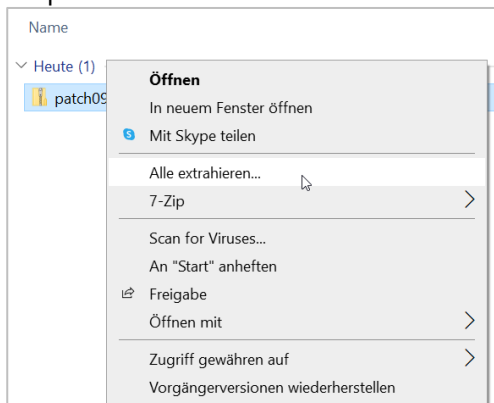 Name
Heute (1)
patch09
Öffnen
In neuem Fenster öffnen
Mit Skype teilen
Alle extrahieren...
7-Zip
Scan for Viruses...
An "Start" anheften
Freigabe
Öffnen mit
Zugriff gewähren auf
Vorgängerversionen wiederherstellen